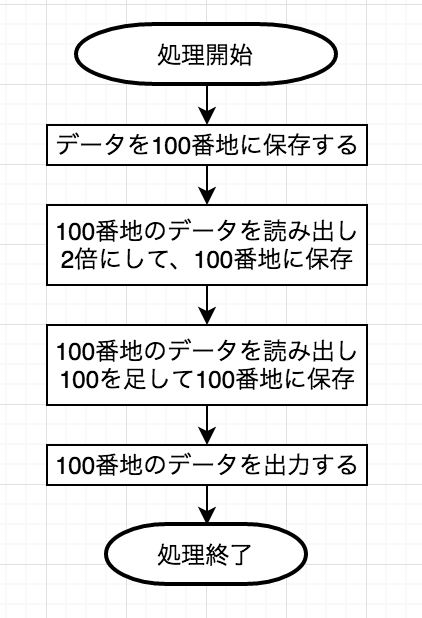 処理開始
データを100番地に保存する
100番地のデータを読み出し
2倍にして、100番地に保存
100番地のデータを読み出し
100を足して100番地に保存
100番地のデータを出力する
処理終了